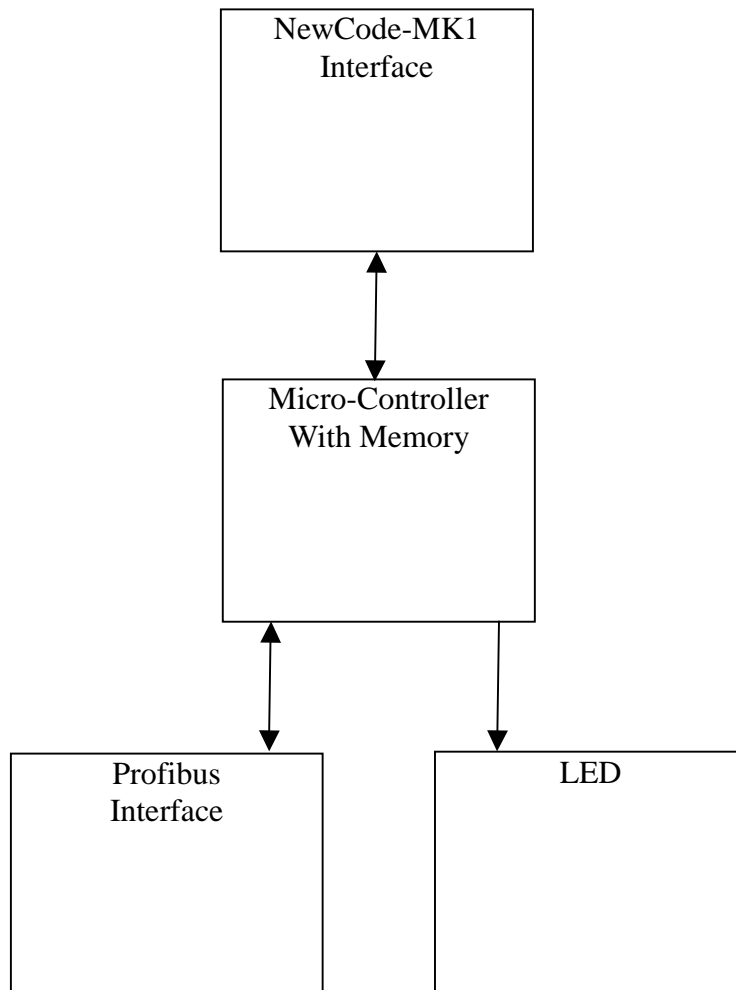 NewCode-MK1
Interface
Micro-Controller
With Memory
Profibus
Interface
LED